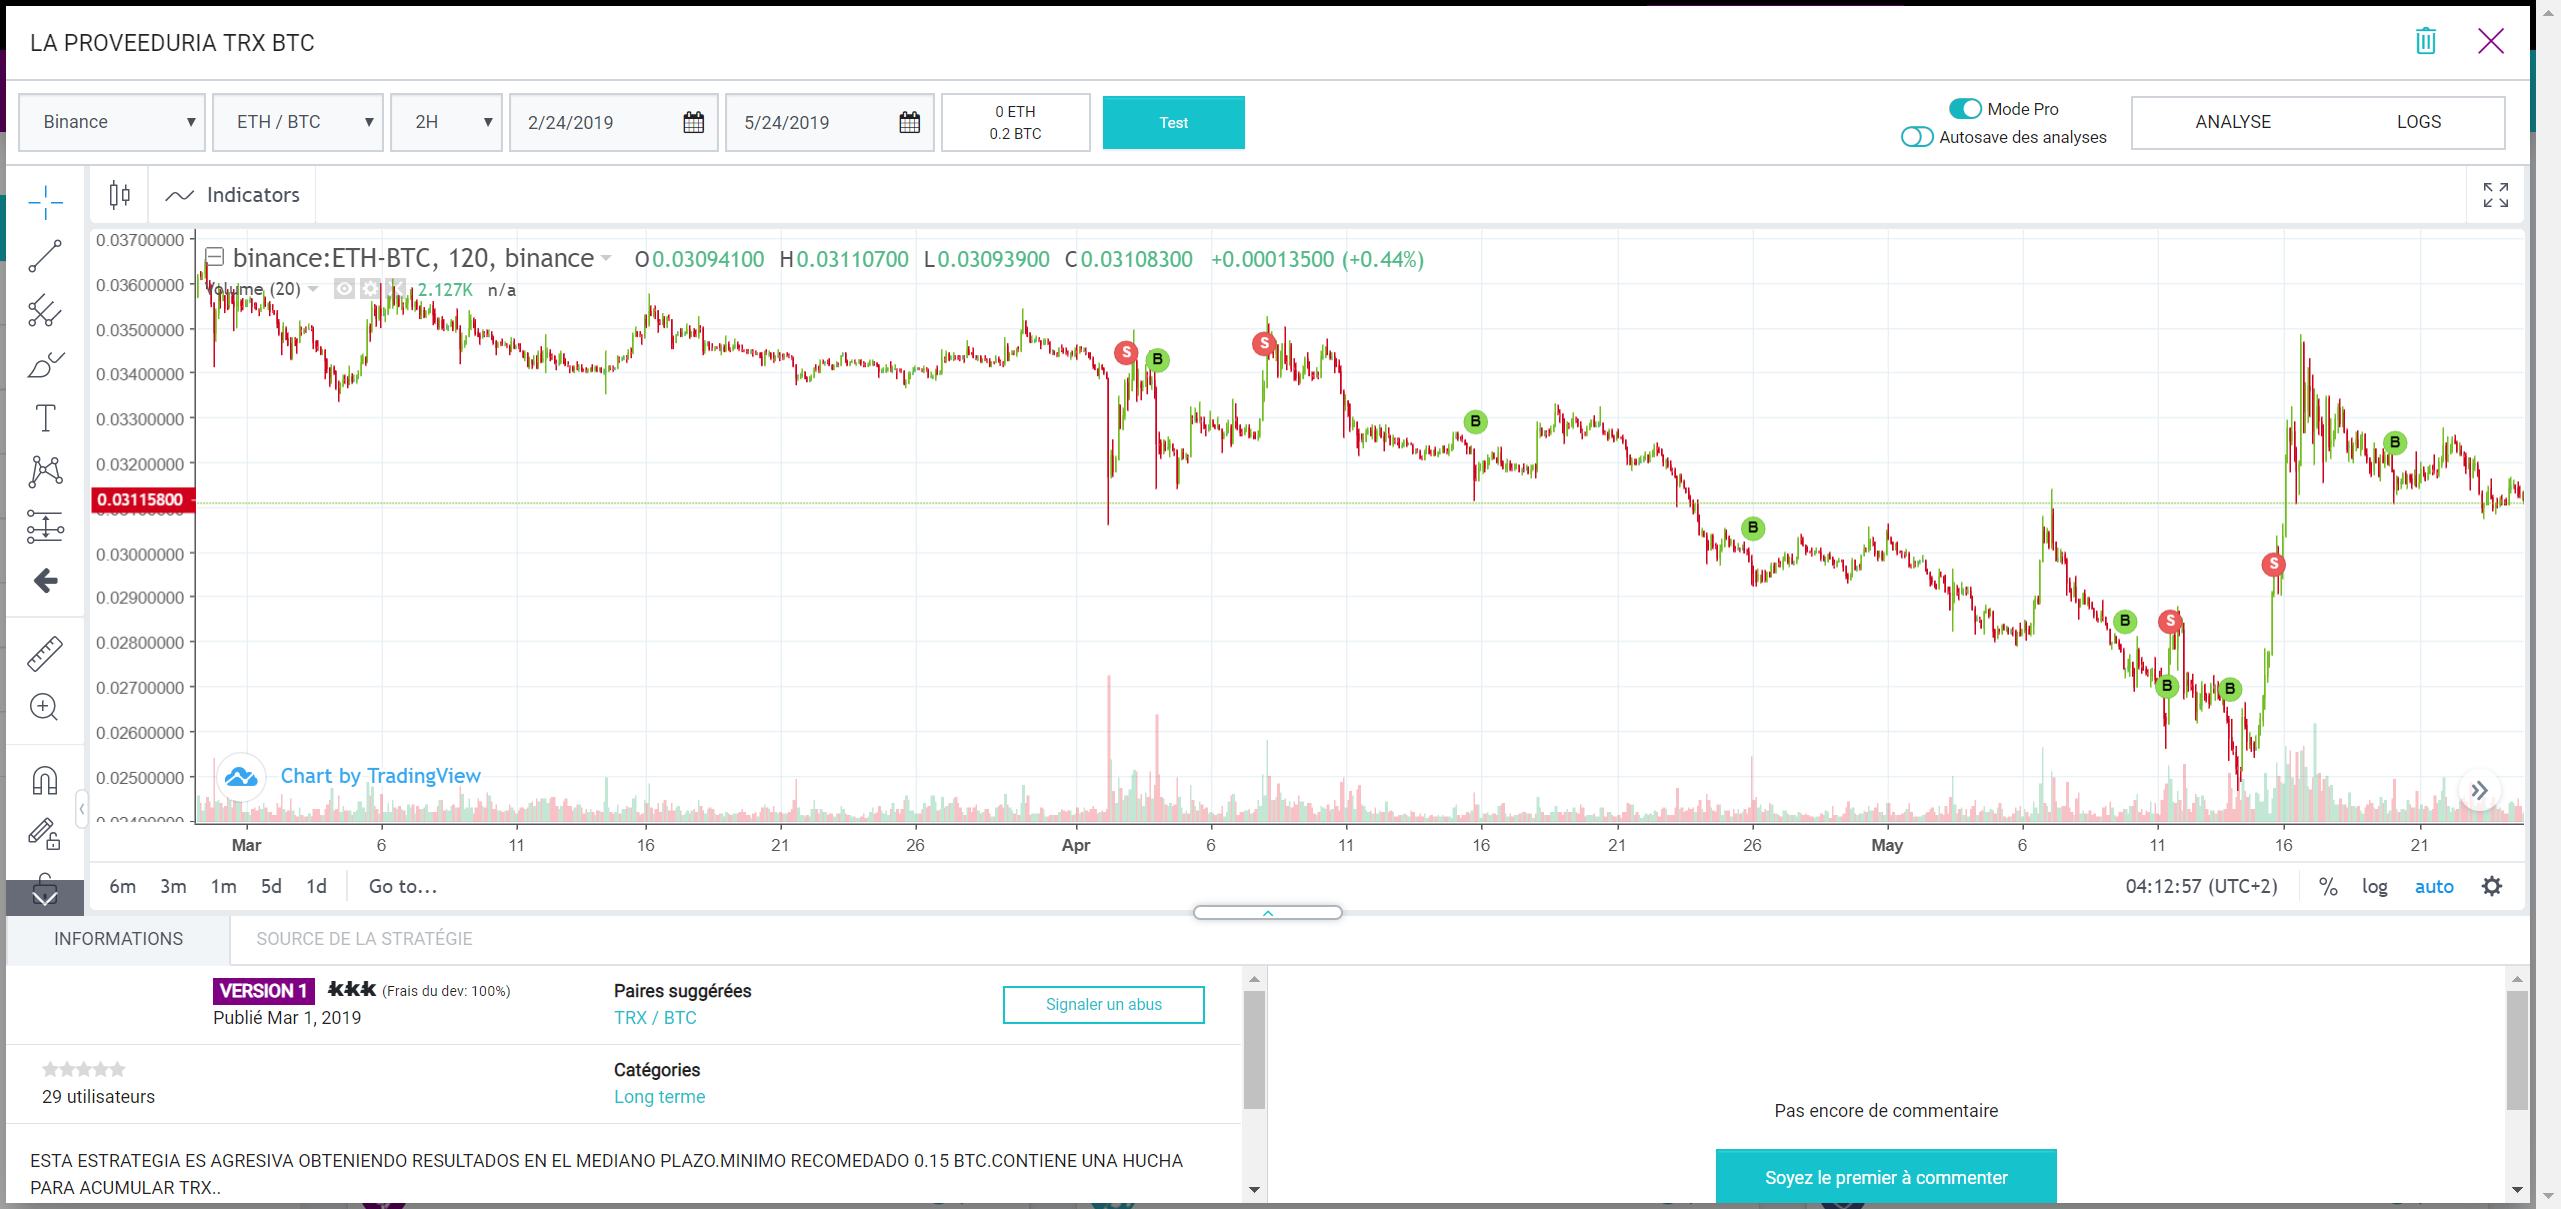 LA PROVEEDURIA TRX BTC
Binance
ETH / BTC
2H
2/24/2019
5/24/2019
0 ETH
0.2 BTC
Test
Mode Pro
Autosave des analyses
ANALYSE
LOGS
Indicators
binance:ETH-BTC, 120, binance O0.03094100 H0.03110700 L0.03093900 C0.03108300 +0.00013500 (+0.44%)
Volume (20) 2.127K n/a
0.03700000
0.03600000
0.03500000
0.03400000
0.03300000
0.03200000
0.03115800
0.03000000
0.02900000
0.02800000
0.02700000
0.02600000
0.02500000
S
B
S
B
B
B
B
S
B
S
B
Chart by TradingView
Mar 6 11 16 21 26 Apr 6 11 16 21 26 May 6 11 16 21
6m 3m 1m 5d 1d Go to...
04:12:57 (UTC+2) % log auto
INFORMATIONS
SOURCE DE LA STRATÉGIE
VERSION 1 kkk (Frais du dev: 100%)
Publié Mar 1, 2019
Paires suggérées
TRX / BTC
Signaler un abus
29 utilisateurs
Catégories
Long terme
ESTA ESTRATEGIA ES AGRESIVA OBTENIENDO RESULTADOS EN EL MEDIANO PLAZO.MINIMO RECOMEDADO 0.15 BTC.CONTIENE UNA HUCHA
PARA ACUMULAR TRX..
Pas encore de commentaire
Soyez le premier à commenter